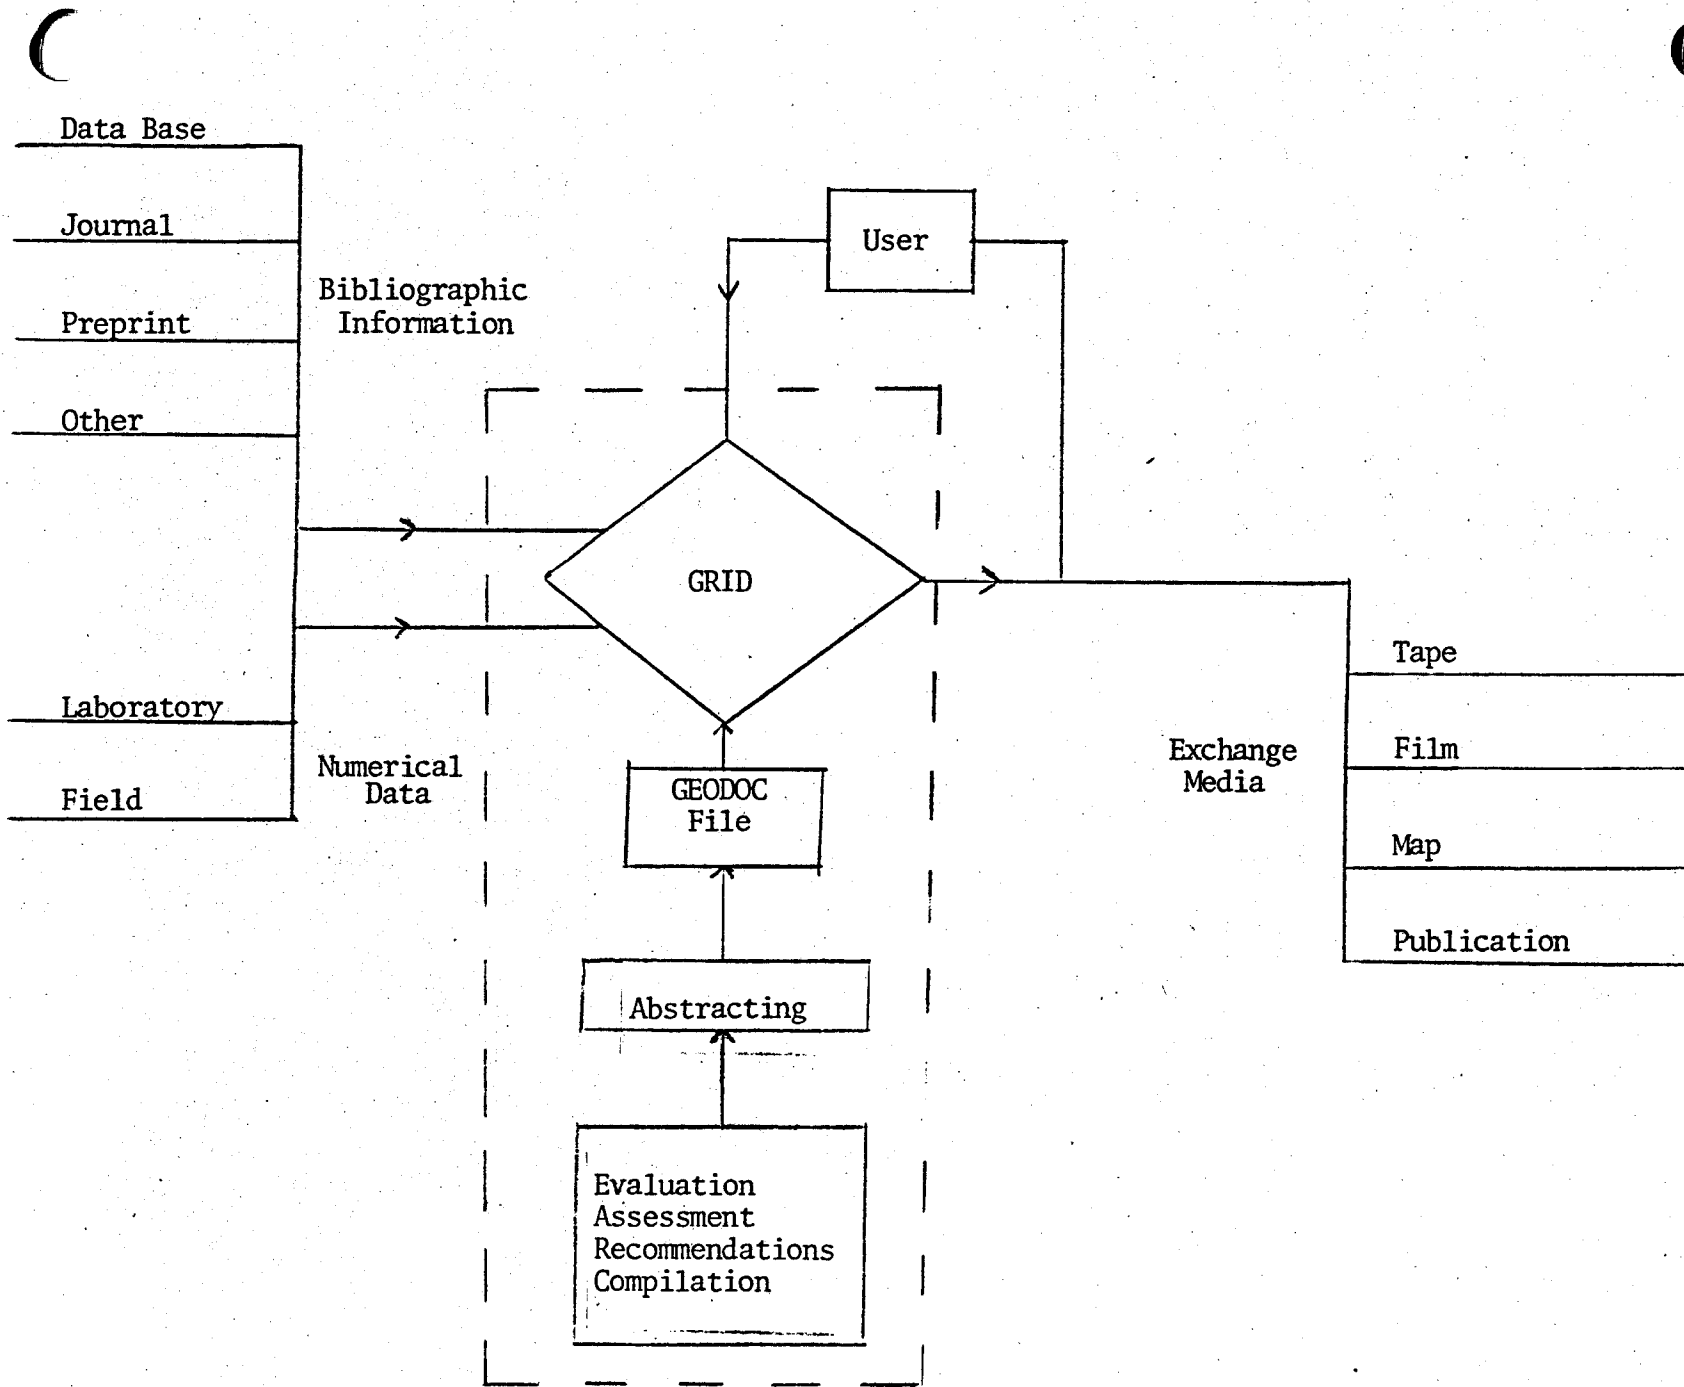 Data Base
Journal
Preprint
Other
Bibliographic
Information
Laboratory
Field
Numerical
Data
User
GRID
GEODOC
File
Abstracting
Evaluation
Assessment
Recommendations
Compilation
Exchange
Media
Tape
Film
Map
Publication